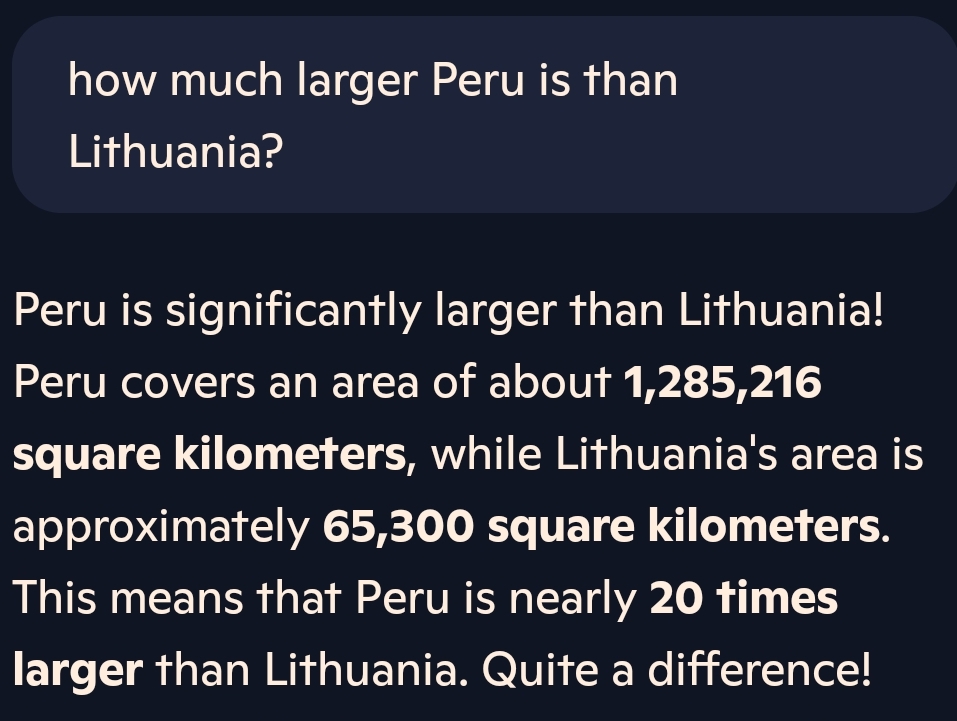 how much larger Peru is than
Lithuania?
Peru is significantly larger than Lithuania!
Peru covers an area of about 1,285,216
square kilometers, while Lithuania's area is
approximately 65,300 square kilometers.
This means that Peru is nearly 20 times
larger than Lithuania. Quite a difference!